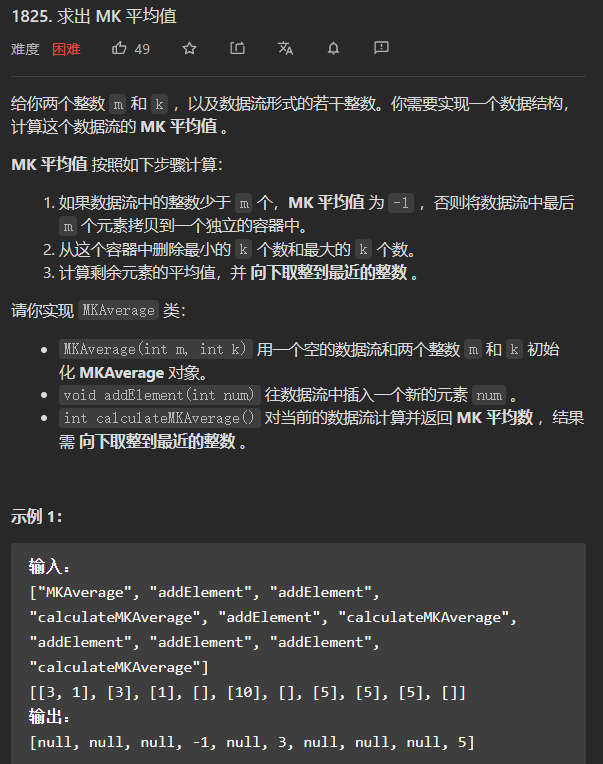 1825. 求出 MK 平均值
难度 困难 49
给你两个整数 m 和 k ，以及数据流形式的若干整数。你需要实现一个数据结构，
计算这个数据流的 MK 平均值 。
MK 平均值 按照如下步骤计算：
1. 如果数据流中的整数少于 m 个，MK 平均值 为 -1 ，否则将数据流中最后
m 个元素拷贝到一个独立的容器中。
2. 从这个容器中删除最小的 k 个数和最大的 k 个数。
3. 计算剩余元素的平均值，并 向下取整到最近的整数 。
请你实现 MKAverage 类：
MKAverage(int m, int k) 用一个空的数据流和两个整数 m 和 k 初始
化 MKAverage 对象。
void addElement(int num) 往数据流中插入一个新的元素 num 。
int calculateMKAverage() 对当前的数据流计算并返回 MK 平均数 ，结果
需 向下取整到最近的整数 。
示例 1：
输入：
["MKAverage", "addElement", "addElement",
"calculateMKAverage", "addElement", "calculateMKAverage",
"addElement", "addElement", "addElement",
"calculateMKAverage"]
[[3, 1], [3], [1], [], [10], [], [5], [5], [5], []]
输出：
[null, null, null, -1, null, 3, null, null, null, 5]